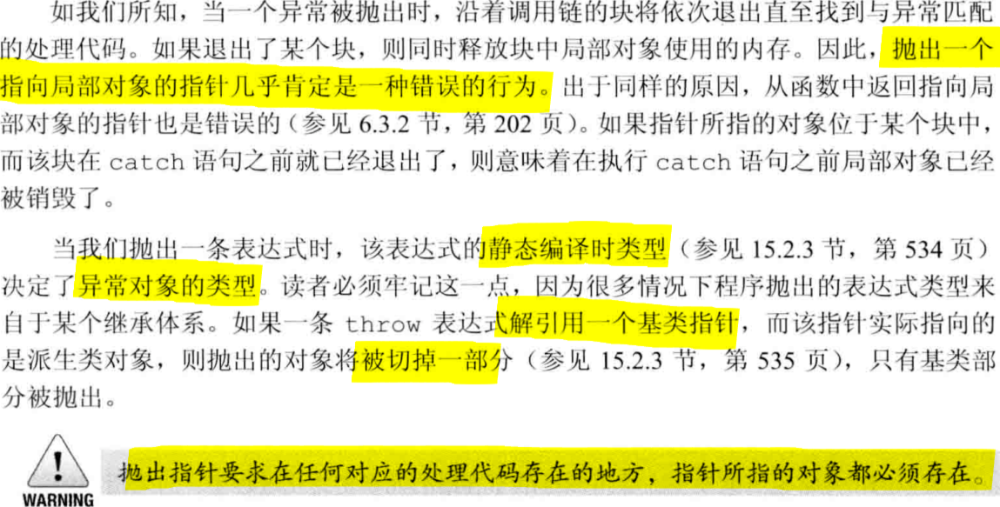 如我们所知，当一个异常被抛出时，沿着调用链的块将依次退出直至找到与异常匹配
的处理代码。如果退出了某个块，则同时释放块中局部对象使用的内存。因此，抛出一个
指向局部对象的指针几乎肯定是一种错误的行为。出于同样的原因，从函数中返回指向局
部对象的指针也是错误的（参见 6.3.2 节，第 202 页）。如果指针所指的对象位于某个块中，
而该块在 catch 语句之前就已经退出了，则意味着在执行 catch 语句之前局部对象已经
被销毁了。
当我们抛出一条表达式时，该表达式的静态编译时类型（参见 15.2.3 节，第 534 页）
决定了异常对象的类型。读者必须牢记这一点，因为很多情况下程序抛出的表达式类型来
自于某个继承体系。如果一条 throw 表达式解引用一个基类指针，而该指针实际指向的
是派生类对象，则抛出的对象将被切掉一部分（参见 15.2.3 节，第 535 页），只有基类部
分被抛出。
抛出指针要求在任何对应的处理代码存在的地方，指针所指的对象都必须存在。
WARNING